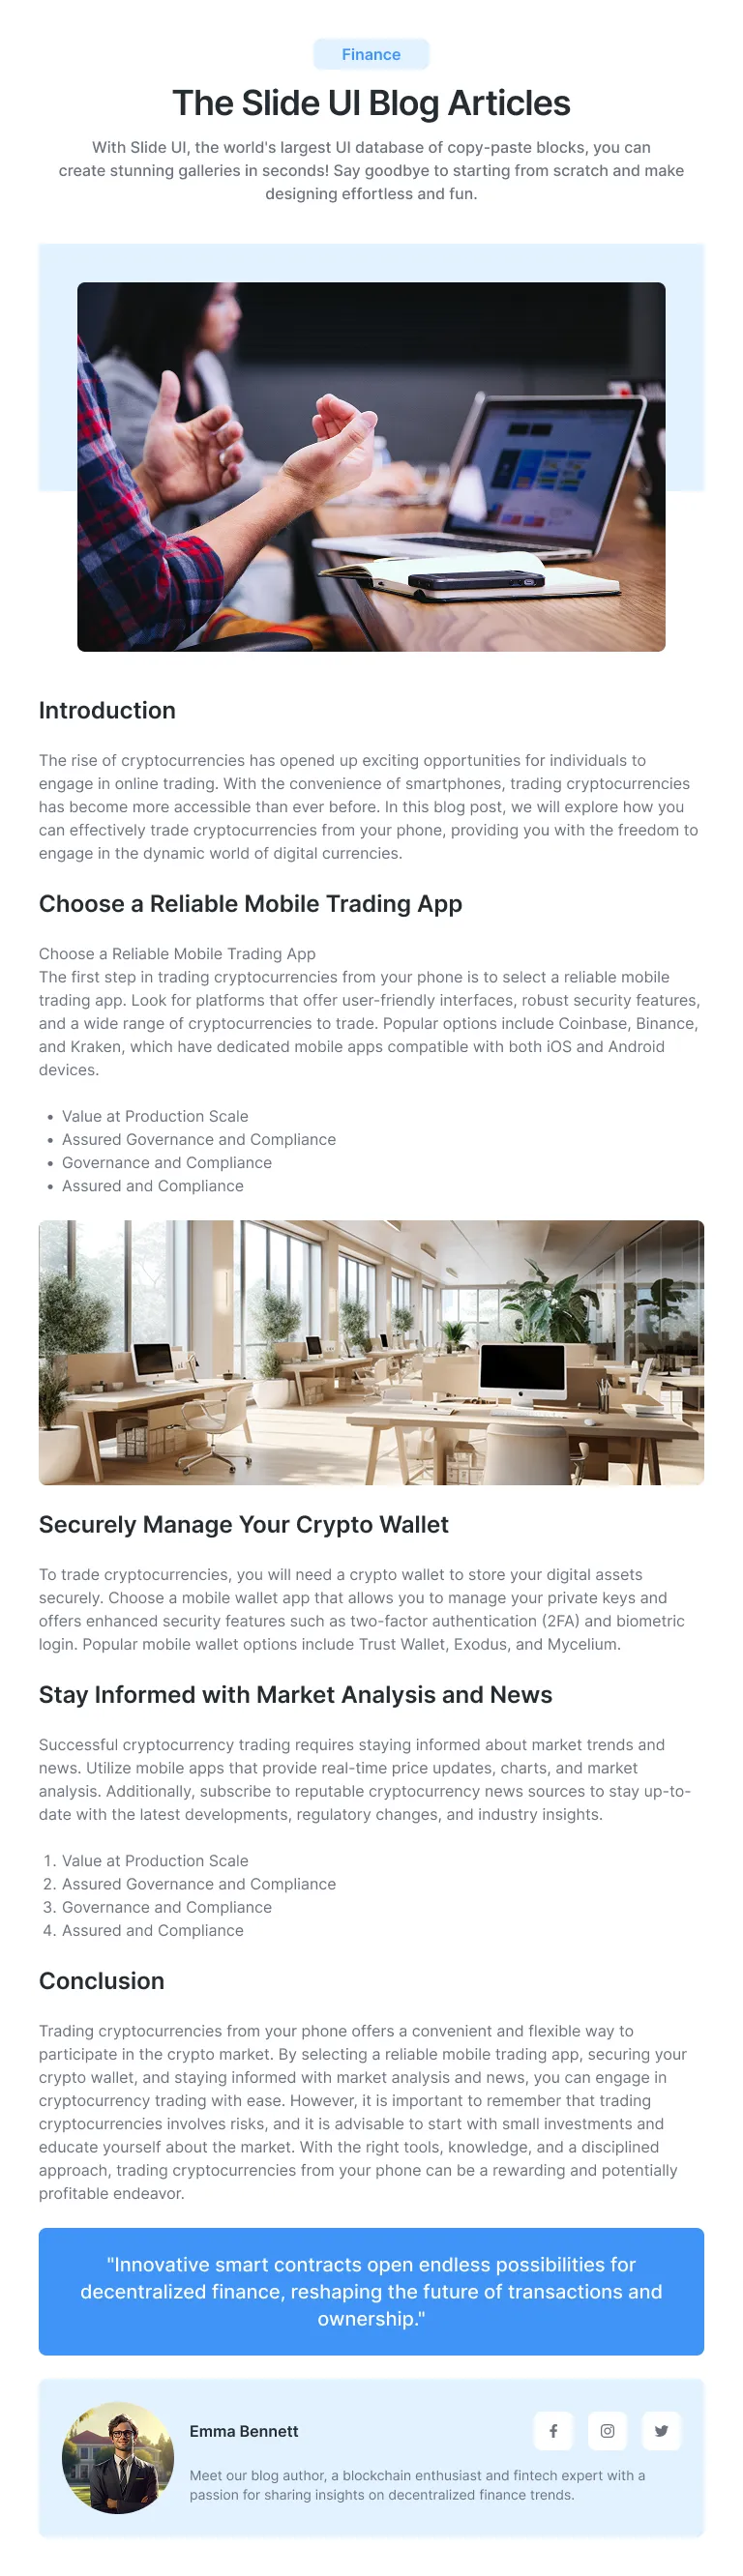 Finance
The Slide UI Blog Articles
With Slide UI, the world's largest UI database of copy-paste blocks, you can
create stunning galleries in seconds! Say goodbye to starting from scratch and make
designing effortless and fun.
Introduction
The rise of cryptocurrencies has opened up exciting opportunities for individuals to
engage in online trading. With the convenience of smartphones, trading cryptocurrencies
has become more accessible than ever before. In this blog post, we will explore how you
can effectively trade cryptocurrencies from your phone, providing you with the freedom to
engage in the dynamic world of digital currencies.
Choose a Reliable Mobile Trading App
Choose a Reliable Mobile Trading App
The first step in trading cryptocurrencies from your phone is to select a reliable mobile
trading app. Look for platforms that offer user-friendly interfaces, robust security features,
and a wide range of cryptocurrencies to trade. Popular options include Coinbase, Binance,
and Kraken, which have dedicated mobile apps compatible with both iOS and Android
devices.
• Value at Production Scale
• Assured Governance and Compliance
• Governance and Compliance
• Assured and Compliance
Securely Manage Your Crypto Wallet
To trade cryptocurrencies, you will need a crypto wallet to store your digital assets
securely. Choose a mobile wallet app that allows you to manage your private keys and
offers enhanced security features such as two-factor authentication (2FA) and biometric
login. Popular mobile wallet options include Trust Wallet, Exodus, and Mycelium.
Stay Informed with Market Analysis and News
Successful cryptocurrency trading requires staying informed about market trends and
news. Utilize mobile apps that provide real-time price updates, charts, and market
analysis. Additionally, subscribe to reputable cryptocurrency news sources to stay up-to-
date with the latest developments, regulatory changes, and industry insights.
1. Value at Production Scale
2. Assured Governance and Compliance
3. Governance and Compliance
4. Assured and Compliance
Conclusion
Trading cryptocurrencies from your phone offers a convenient and flexible way to
participate in the crypto market. By selecting a reliable mobile trading app, securing your
crypto wallet, and staying informed with market analysis and news, you can engage in
cryptocurrency trading with ease. However, it is important to remember that trading
cryptocurrencies involves risks, and it is advisable to start with small investments and
educate yourself about the market. With the right tools, knowledge, and a disciplined
approach, trading cryptocurrencies from your phone can be a rewarding and potentially
profitable endeavor.
"Innovative smart contracts open endless possibilities for
decentralized finance, reshaping the future of transactions and
ownership."
Emma Bennett
Meet our blog author, a blockchain enthusiast and fintech expert with a
passion for sharing insights on decentralized finance trends.